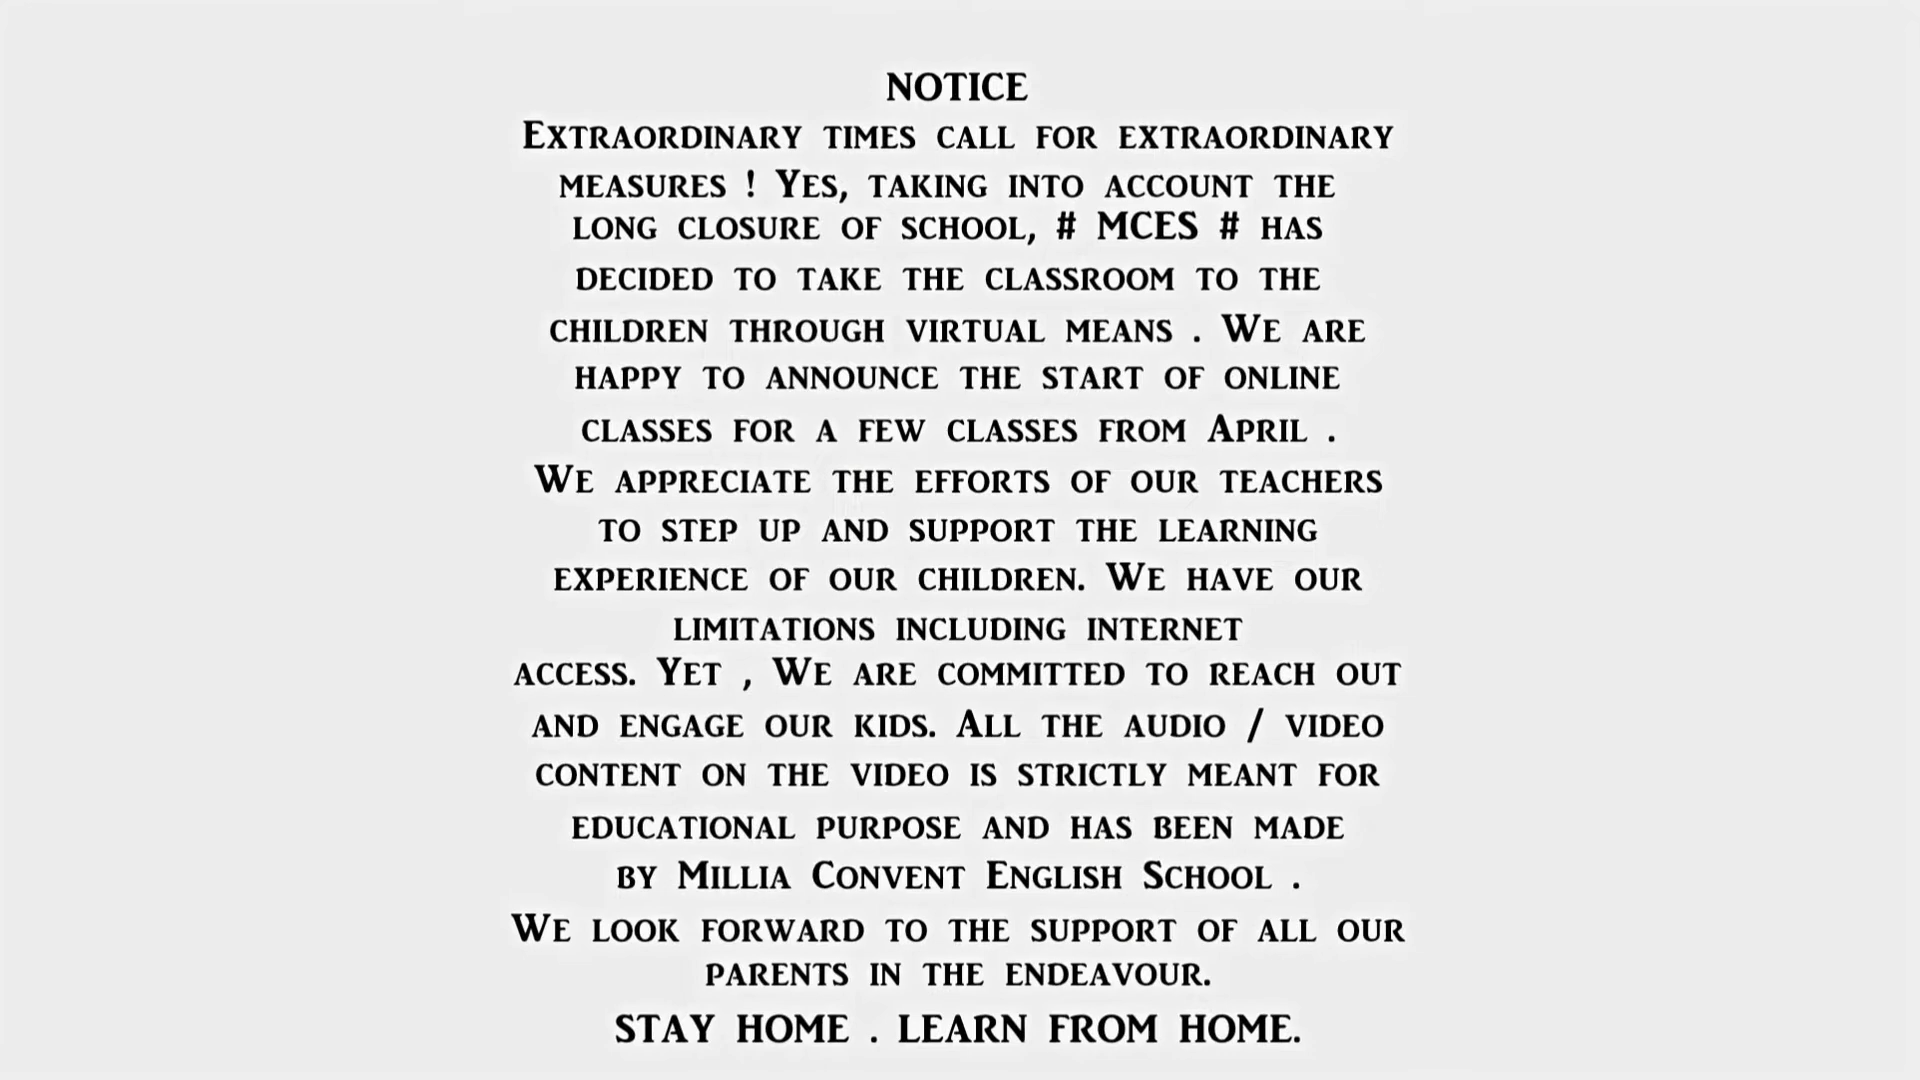 NOTICE
Extraordinary times call for extraordinary
measures ! Yes, taking into account the
long closure of school, # MCES # has
decided to take the classroom to the
children through virtual means . We are
happy to announce the start of online
classes for a few classes from April .
We appreciate the efforts of our teachers
to step up and support the learning
experience of our children. We have our
limitations including internet
access. Yet , We are committed to reach out
and engage our kids. All the audio / video
content on the video is strictly meant for
educational purpose and has been made
by Millia Convent English School .
We look forward to the support of all our
parents in the endeavour.
STAY HOME . LEARN FROM HOME.